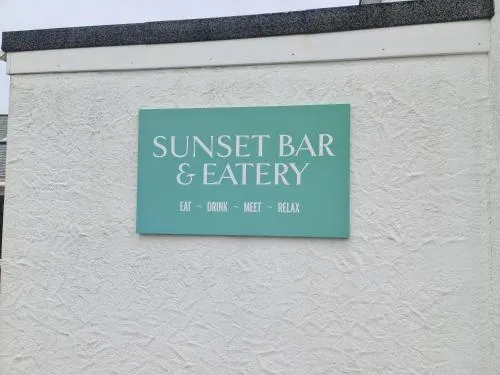 SUNSET BAR
& EATERY
EAT ~ DRINK ~ MEET ~ RELAX